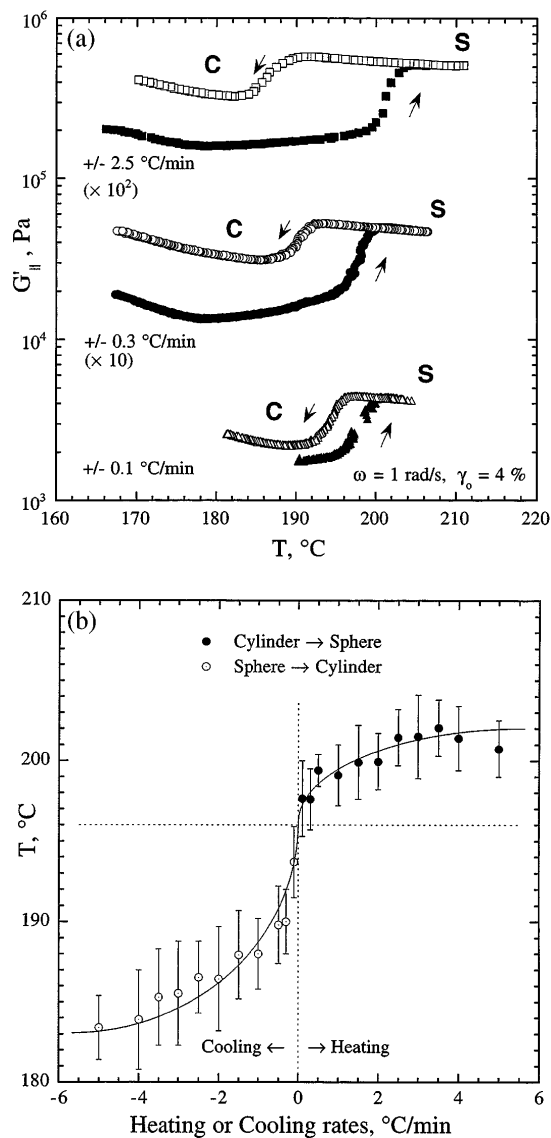 (a)
10⁶
S
C
+/- 2.5 °C/min
(× 10²)
10⁵
S
C
G'∥ , Pa
+/- 0.3 °C/min
(× 10)
10⁴
S
C
+/- 0.1 °C/min
ω = 1 rad/s, γₒ = 4 %
10³
160 170 180 190 200 210 220
T, °C
(b)
210
Cylinder → Sphere
Sphere → Cylinder
200
T, °C
190
Cooling ← → Heating
180
-6 -4 -2 0 2 4 6
Heating or Cooling rates, °C/min